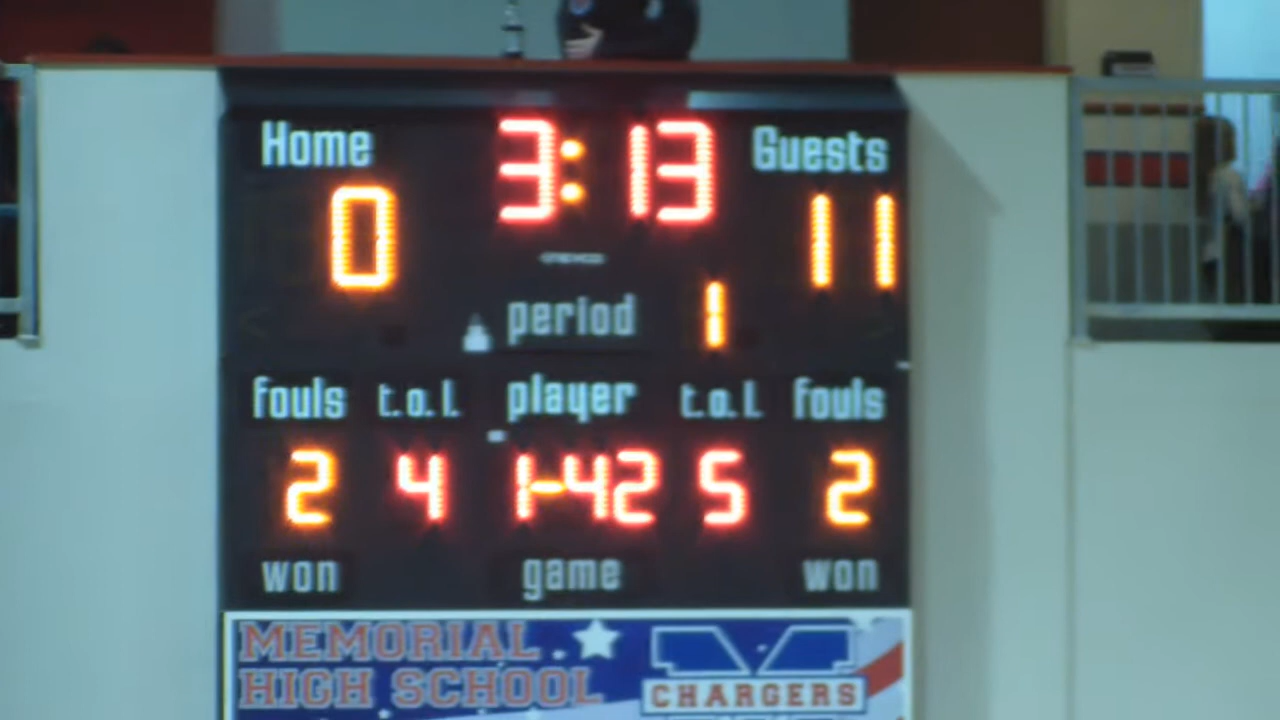 Home 3:13 Guests
0 11
period 1
fouls t.o.l. player t.o.l. fouls
2 4 1-42 5 2
won game won
MEMORIAL
HIGH SCHOOL
CHARGERS